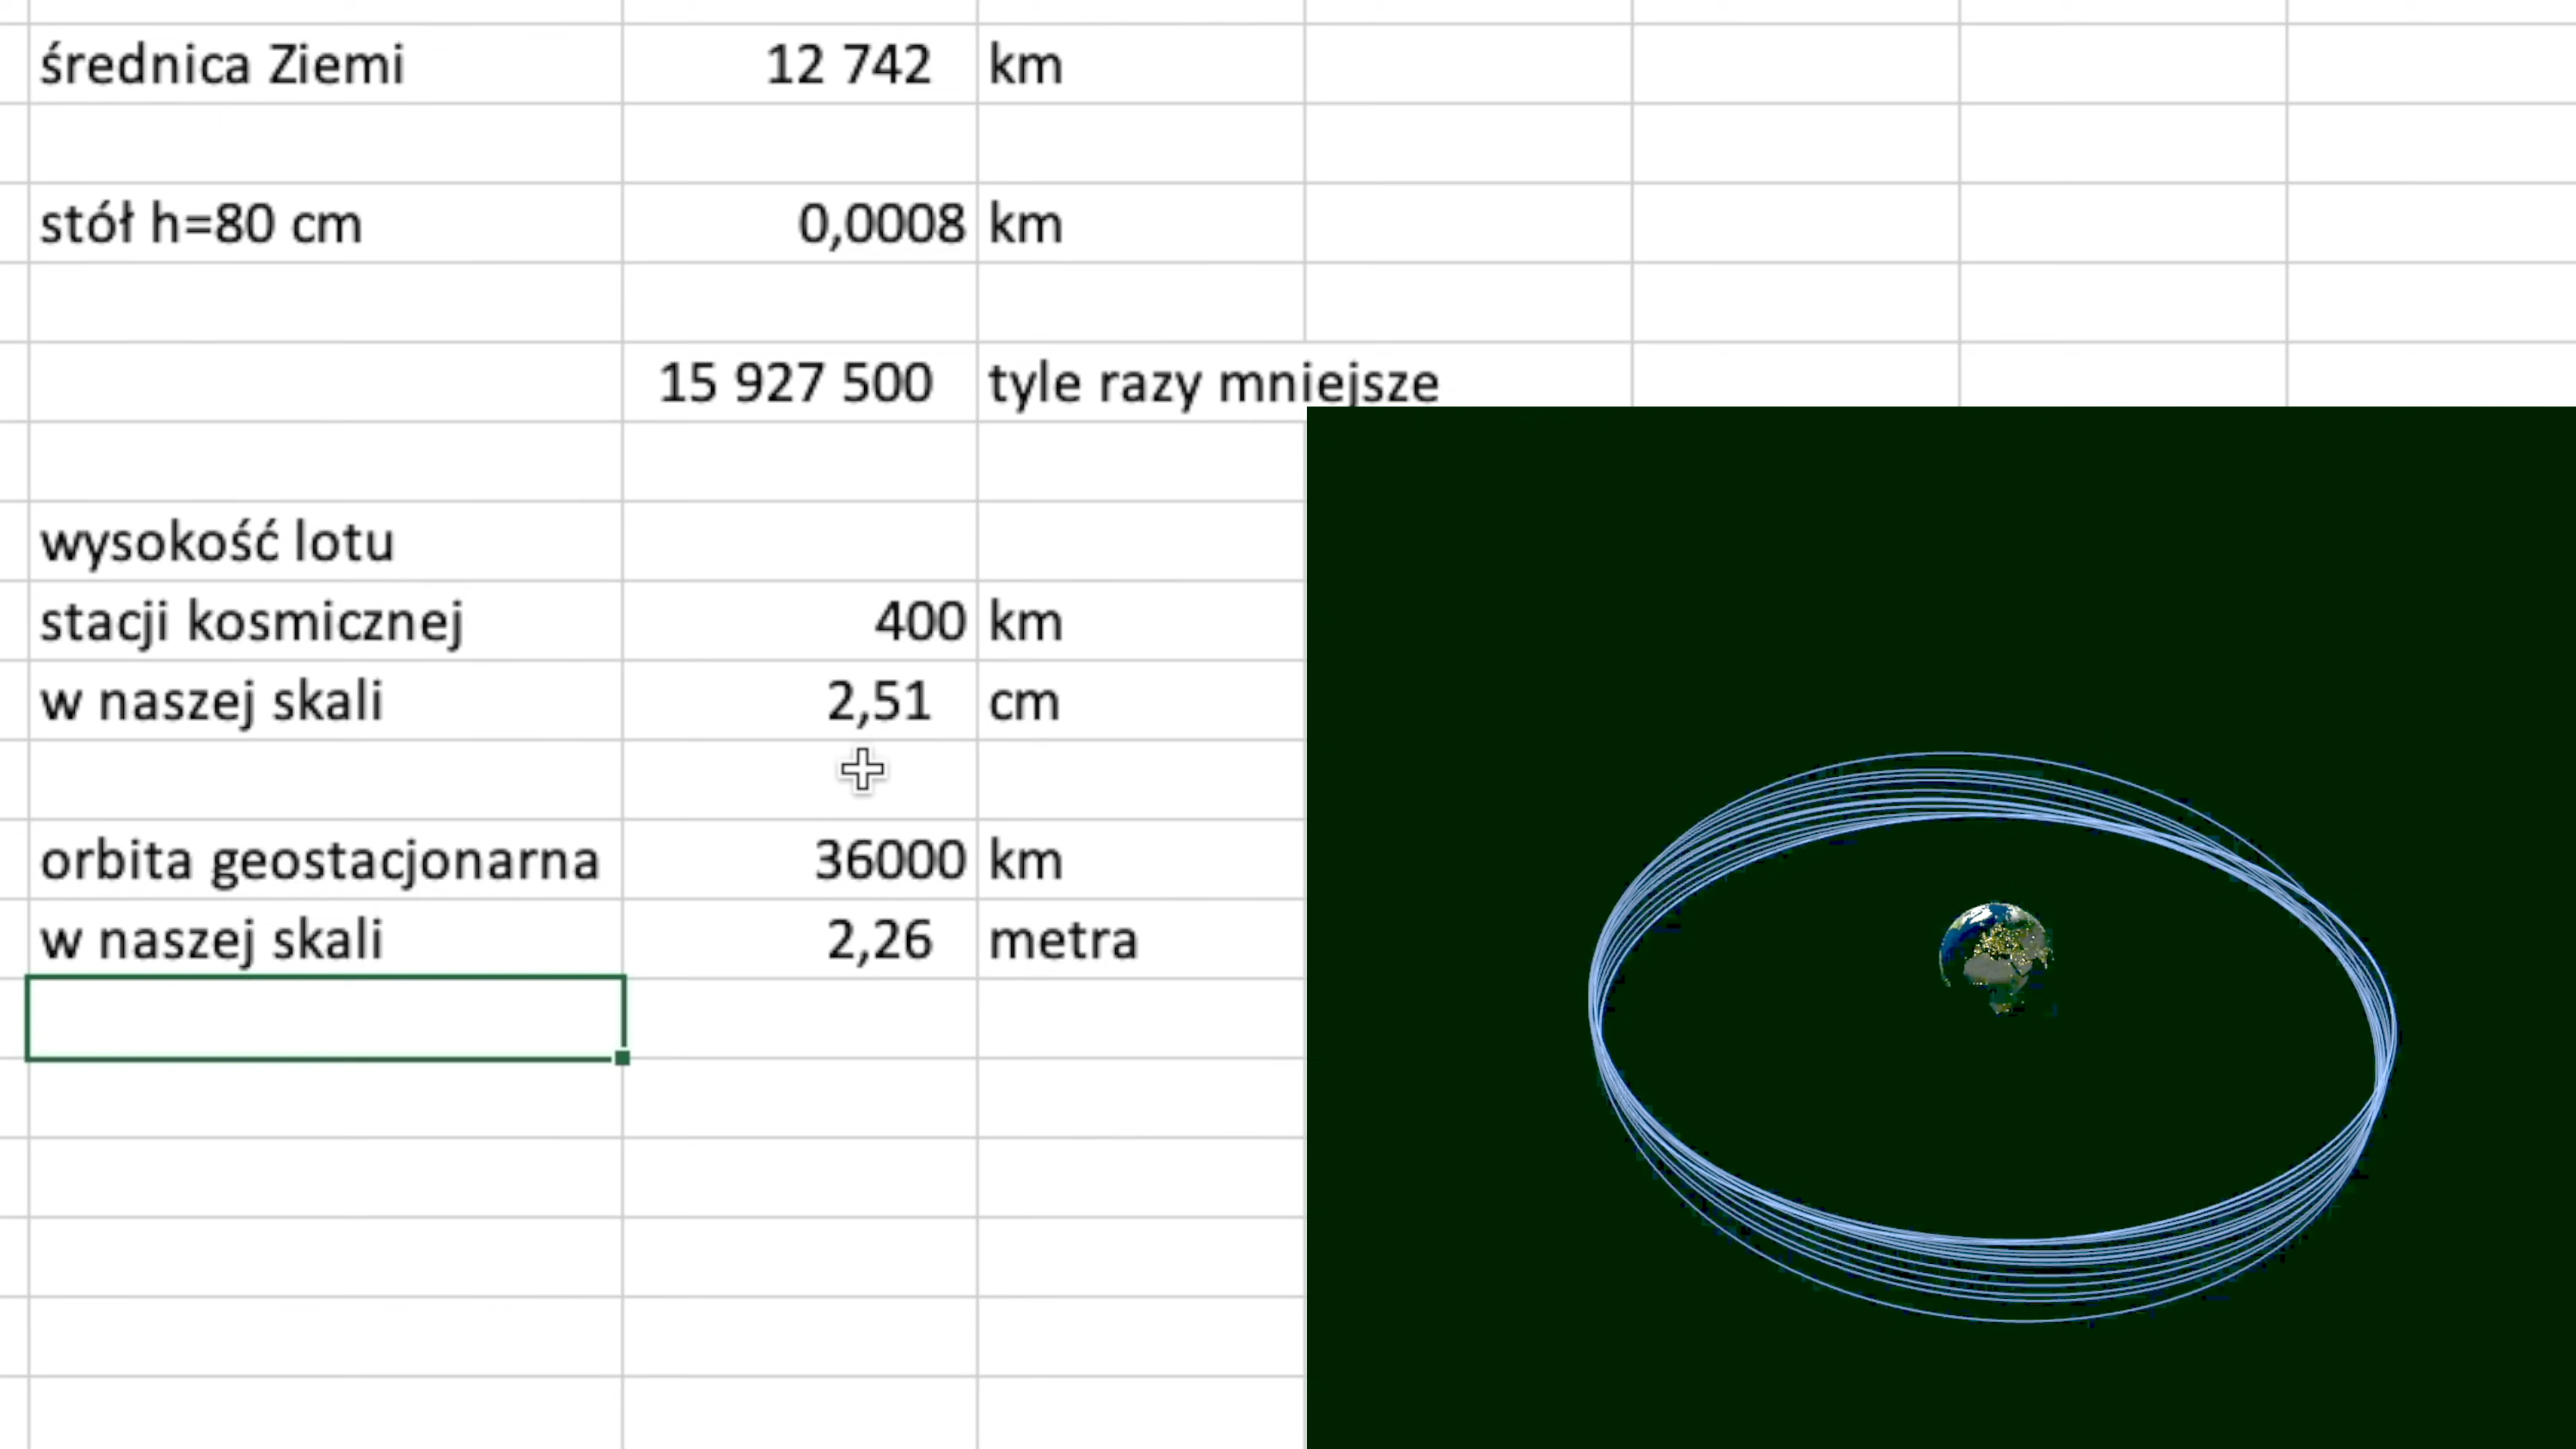 średnica Ziemi 12 742 km
stół h=80 cm 0,0008 km
15 927 500 tyle razy mniejsze
wysokość lotu
stacji kosmicznej 400 km
w naszej skali 2,51 cm
orbita geostacjonarna 36000 km
w naszej skali 2,26 metra